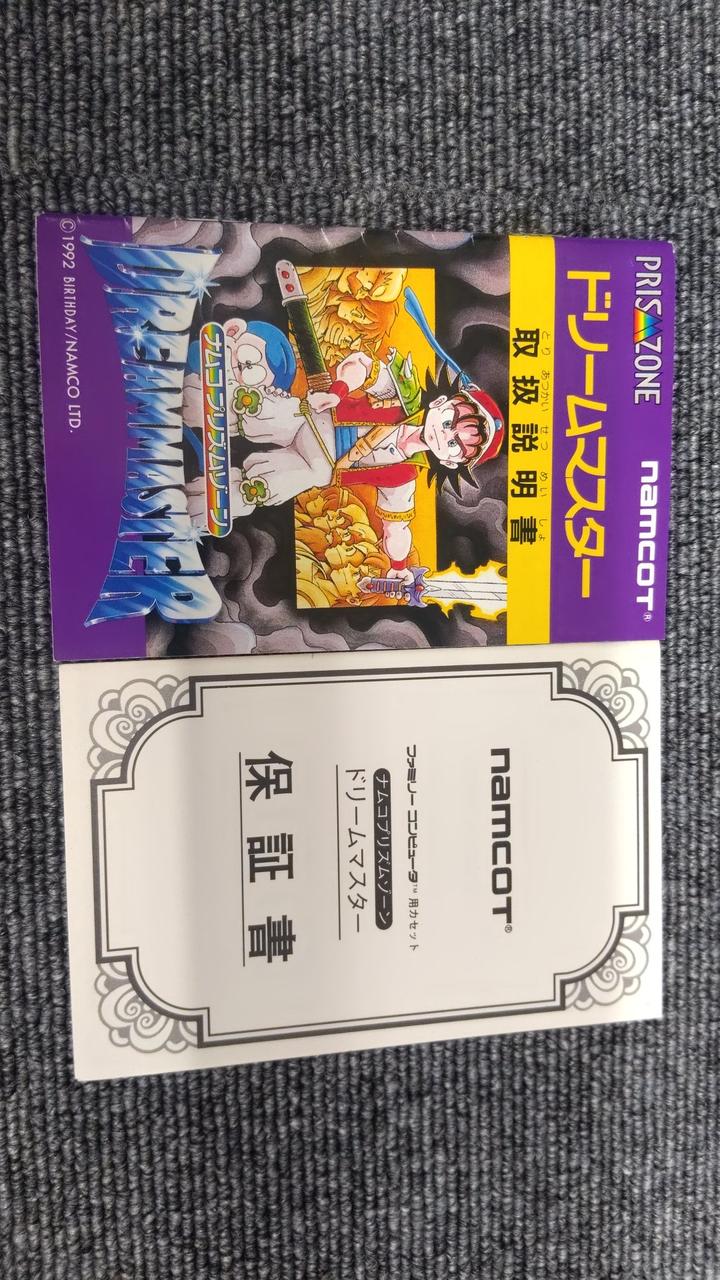 PRISMZONE
namcot®
ドリームマスター
とり あつかい せつ めい しょ
取扱説明書
ナムコプリズムゾーン
DREAMMASTER
© 1992 BIRTHDAY/NAMCO LTD.
namcot®
ファミリー コンピュータ™ 用カセット
ナムコプリズムゾーン
ドリームマスター
保証書